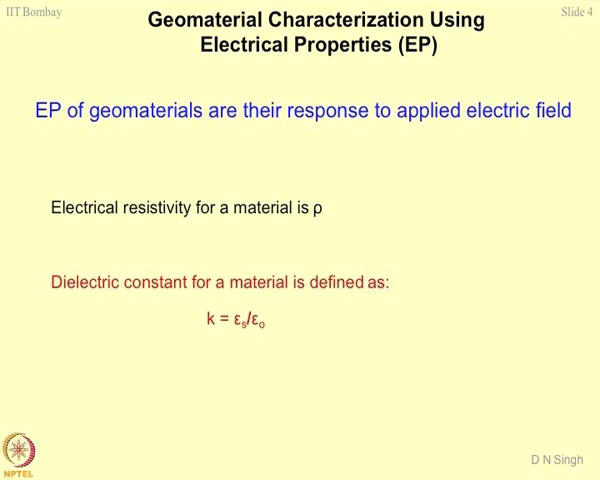 IIT Bombay
Slide 4
Geomaterial Characterization Using
Electrical Properties (EP)
EP of geomaterials are their response to applied electric field
Electrical resistivity for a material is ρ
Dielectric constant for a material is defined as:
k = εs/εo
NPTEL
D N Singh